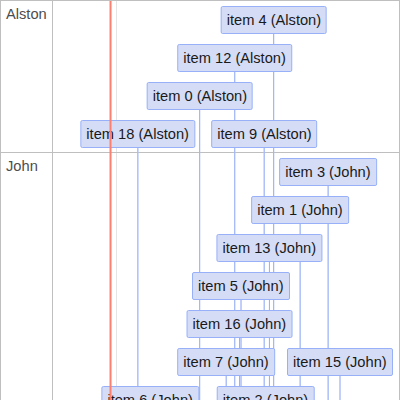 Alston
item 4 (Alston)
item 12 (Alston)
item 0 (Alston)
item 18 (Alston)
item 9 (Alston)
John
item 3 (John)
item 1 (John)
item 13 (John)
item 5 (John)
item 16 (John)
item 7 (John)
item 15 (John)
item 6 (John)
item 2 (John)